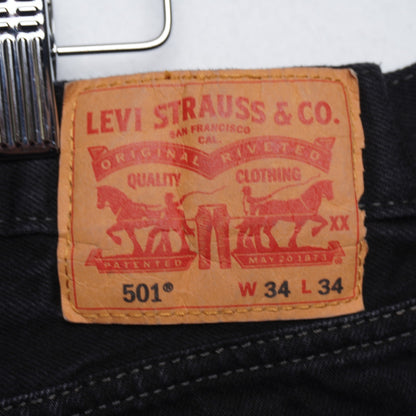 LEVI STRAUSS & CO.
SAN FRANCISCO
CAL.
ORIGINAL RIVETED
QUALITY CLOTHING
XX
PATENTED MAY 20 1873
501® W 34 L 34